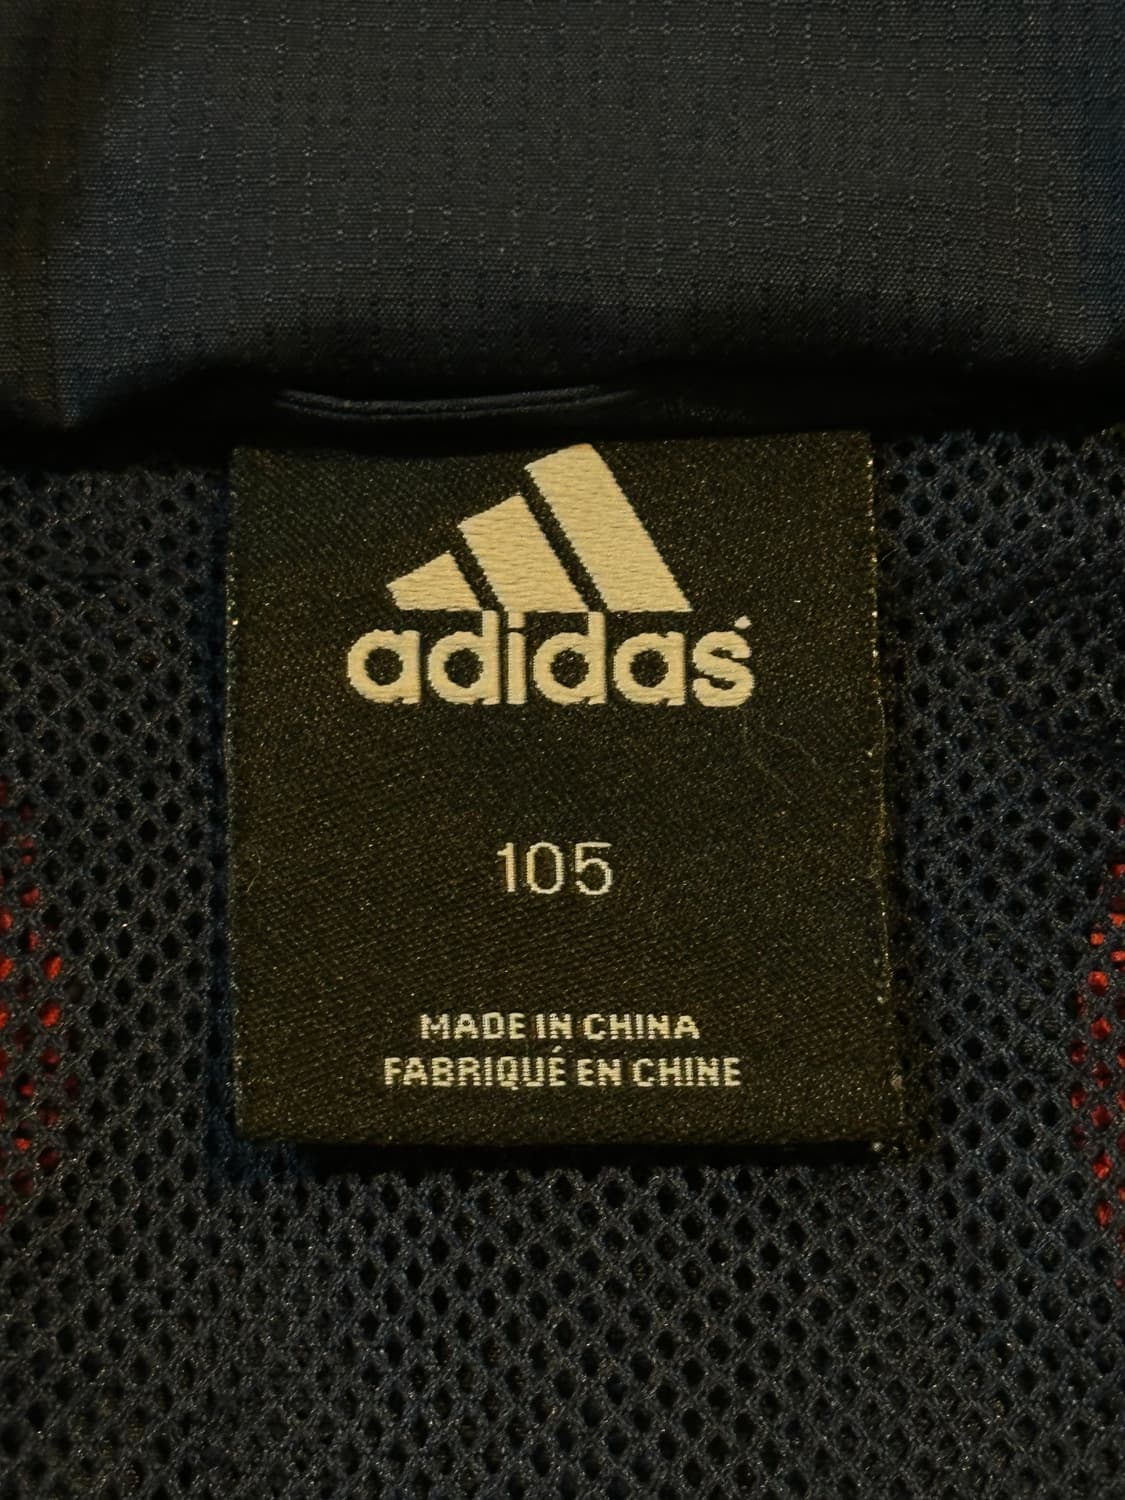 adidas
105
MADE IN CHINA
FABRIQUÉ EN CHINE